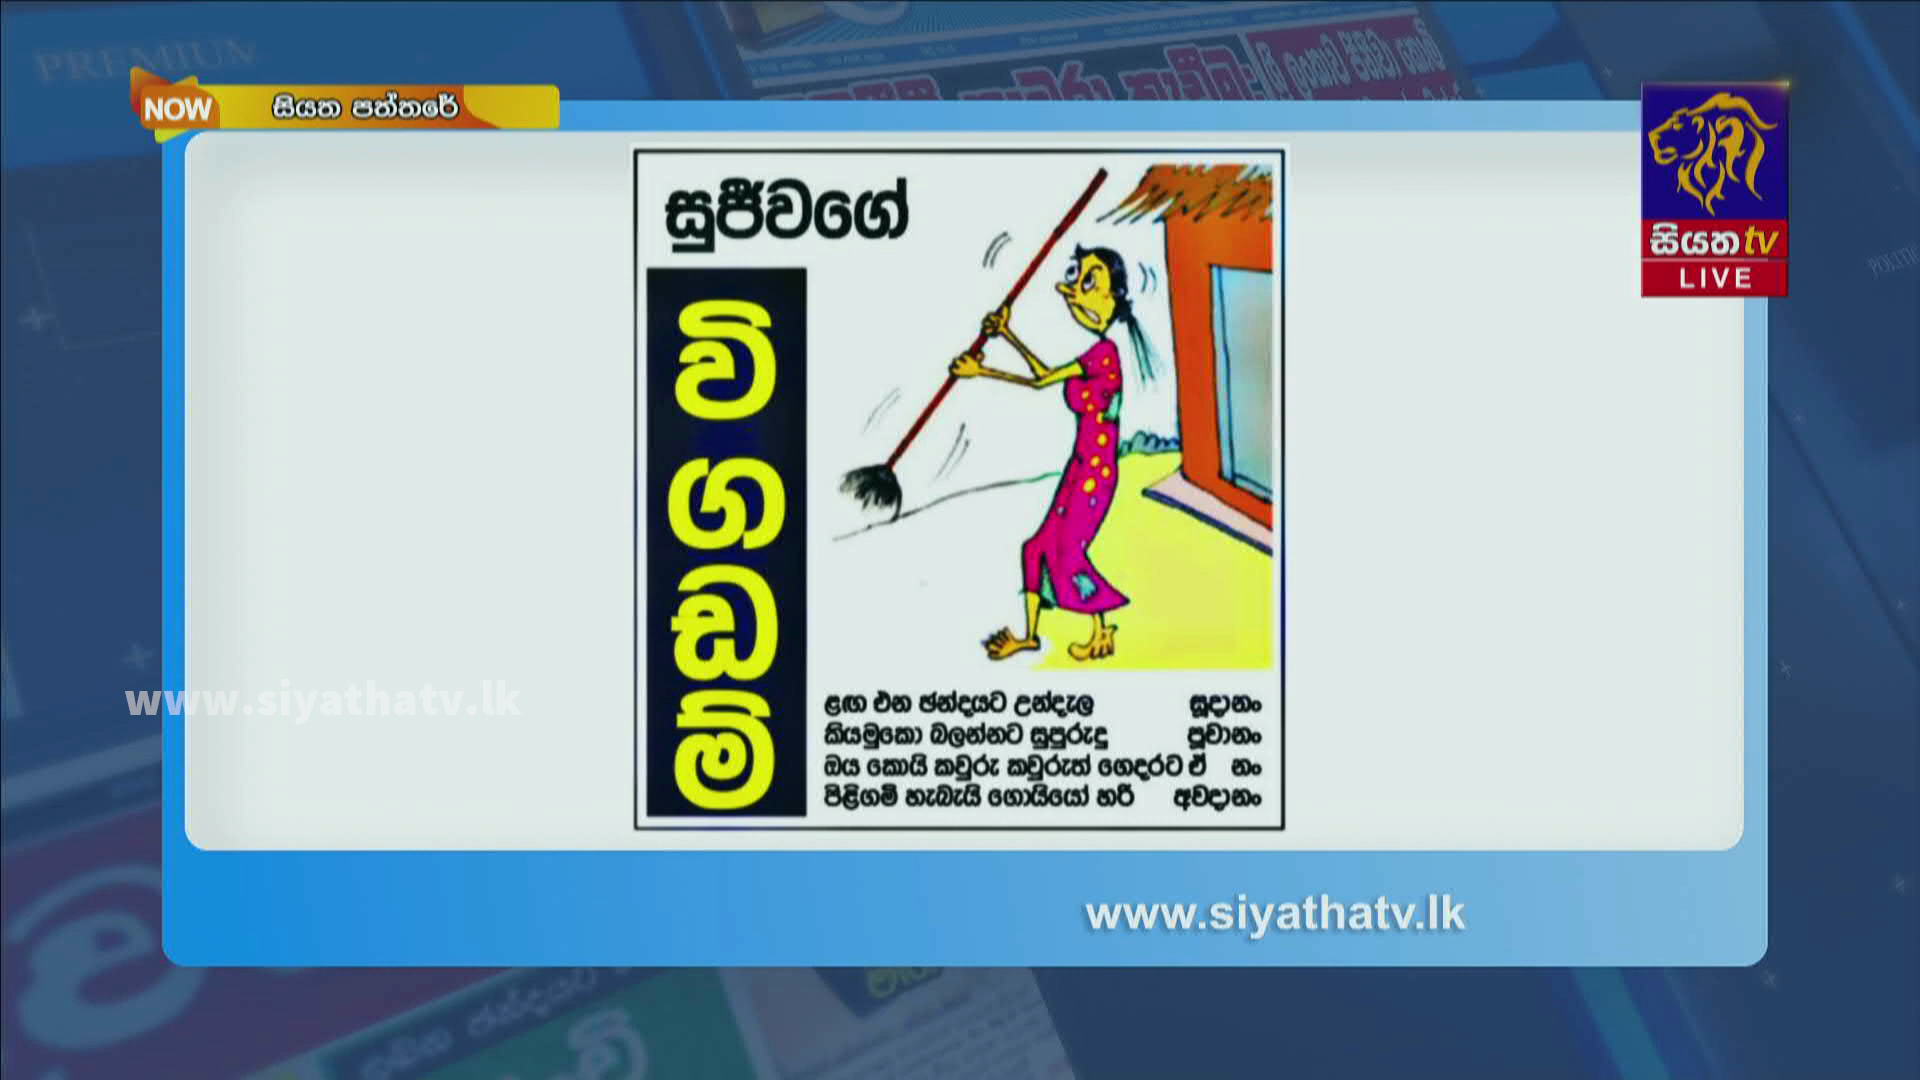 PREMIUM
NOW
සියත පත්තරේ
සියත tv
LIVE
සුජීවගේ
වි
ග
ඩ
ම
ළඟ එන ඡන්දයට උන්දැල සූදානං
කියමුකො බලන්නට සුපුරුදු පූචානං
ඔය කොයි කවුරු කවුරුත් ගෙදරට ඒ නං
පිළිගමි හැබැයි ගොයියෝ හරි අවදානං
www.siyathatv.lk
www.siyathatv.lk